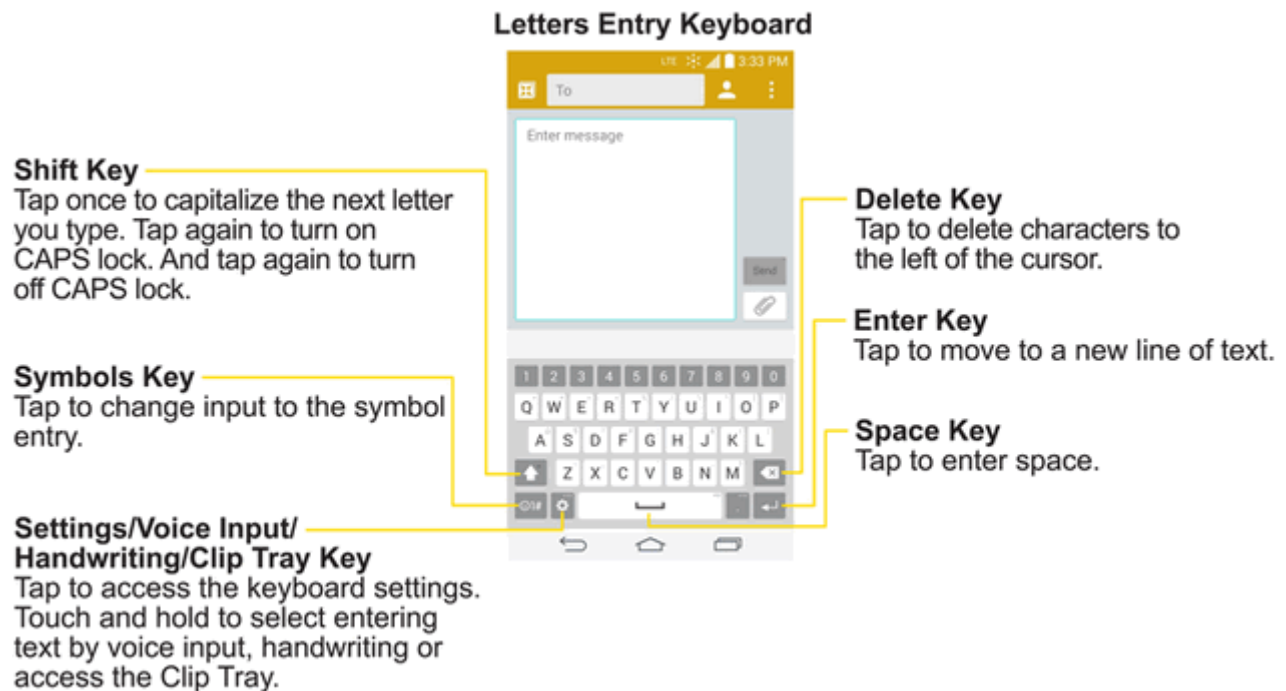 Letters Entry Keyboard
LTE 3:33 PM
To
Enter message
Send
Shift Key
Tap once to capitalize the next letter
you type. Tap again to turn on
CAPS lock. And tap again to turn
off CAPS lock.
Symbols Key
Tap to change input to the symbol
entry.
Settings/Voice Input/
Handwriting/Clip Tray Key
Tap to access the keyboard settings.
Touch and hold to select entering
text by voice input, handwriting or
access the Clip Tray.
Delete Key
Tap to delete characters to
the left of the cursor.
Enter Key
Tap to move to a new line of text.
Space Key
Tap to enter space.
1 2 3 4 5 6 7 8 9 0
Q W E R T Y U I O P
A S D F G H J K L
Z X C V B N M
.